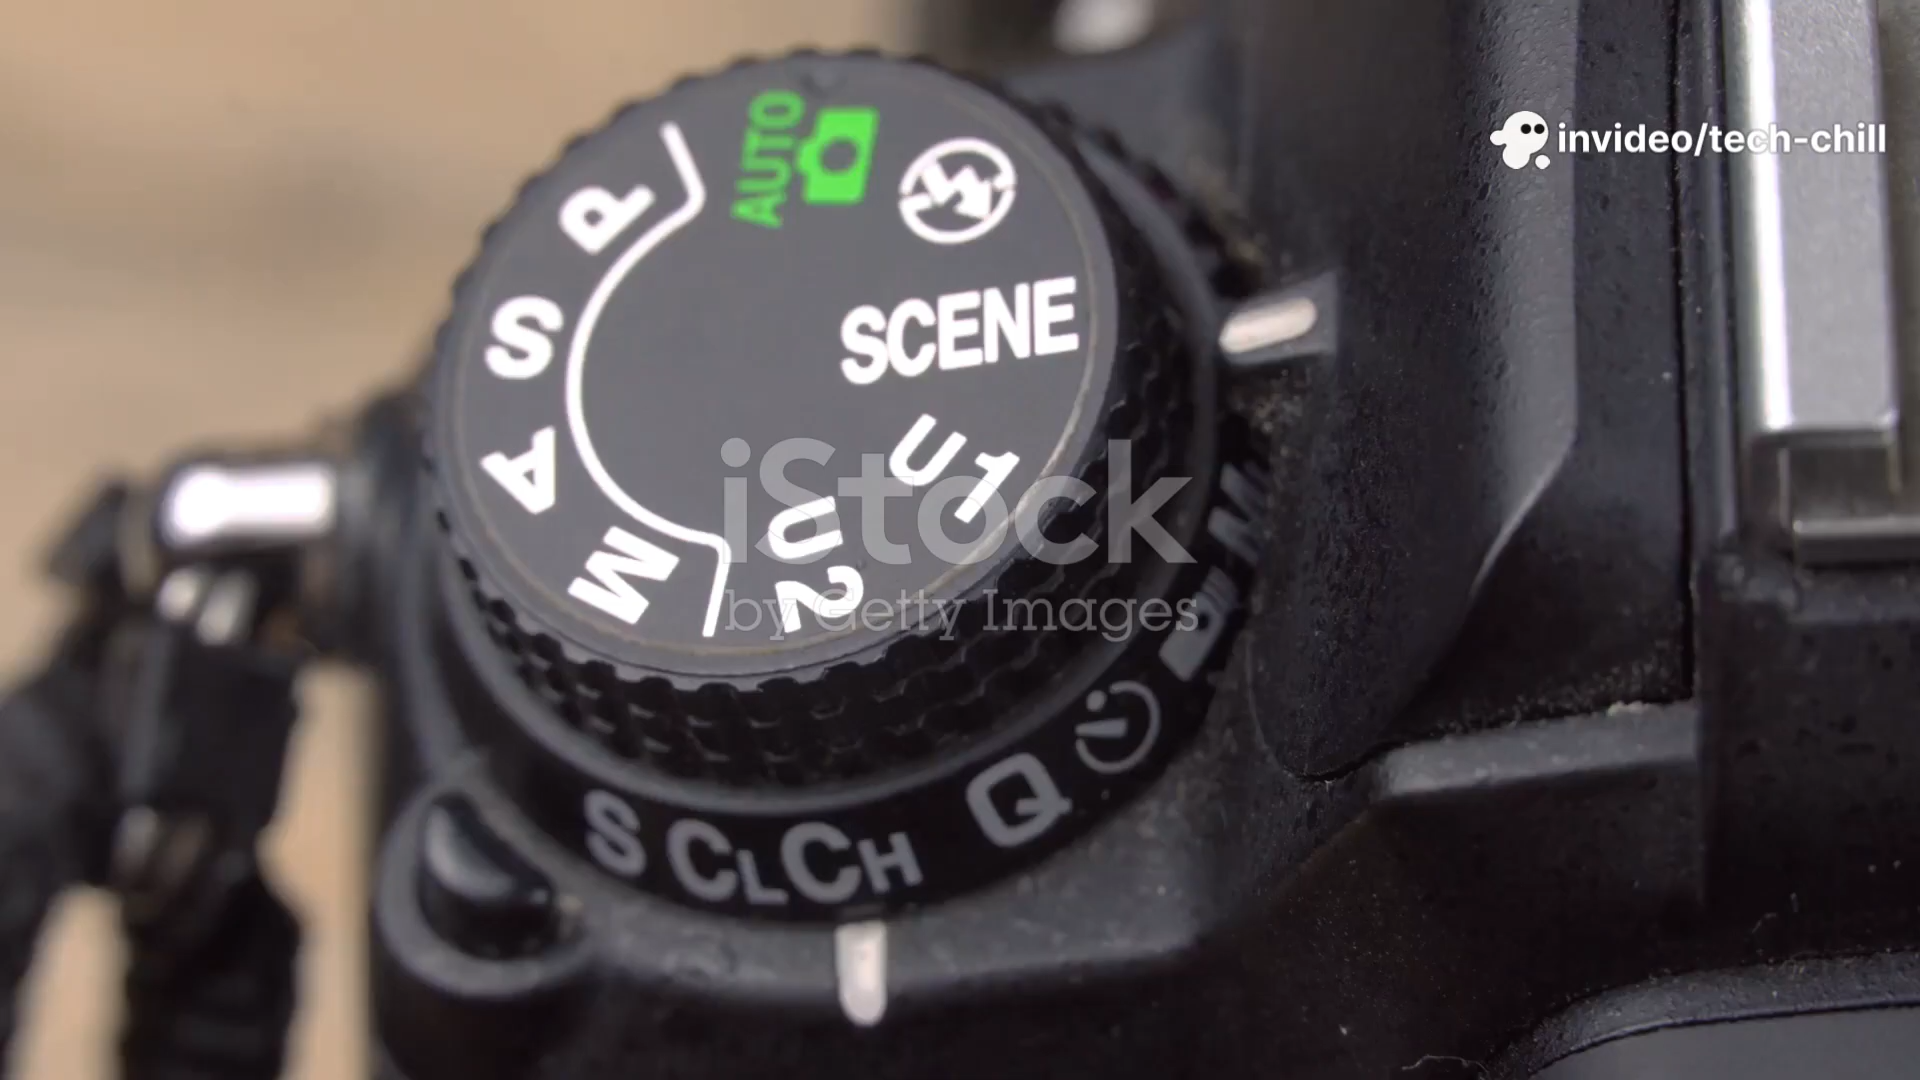 AUTO
P
S
A
M
SCENE
U1
U2
invideo/tech-chill
iStock
by Getty Images
S CL CH Q
M